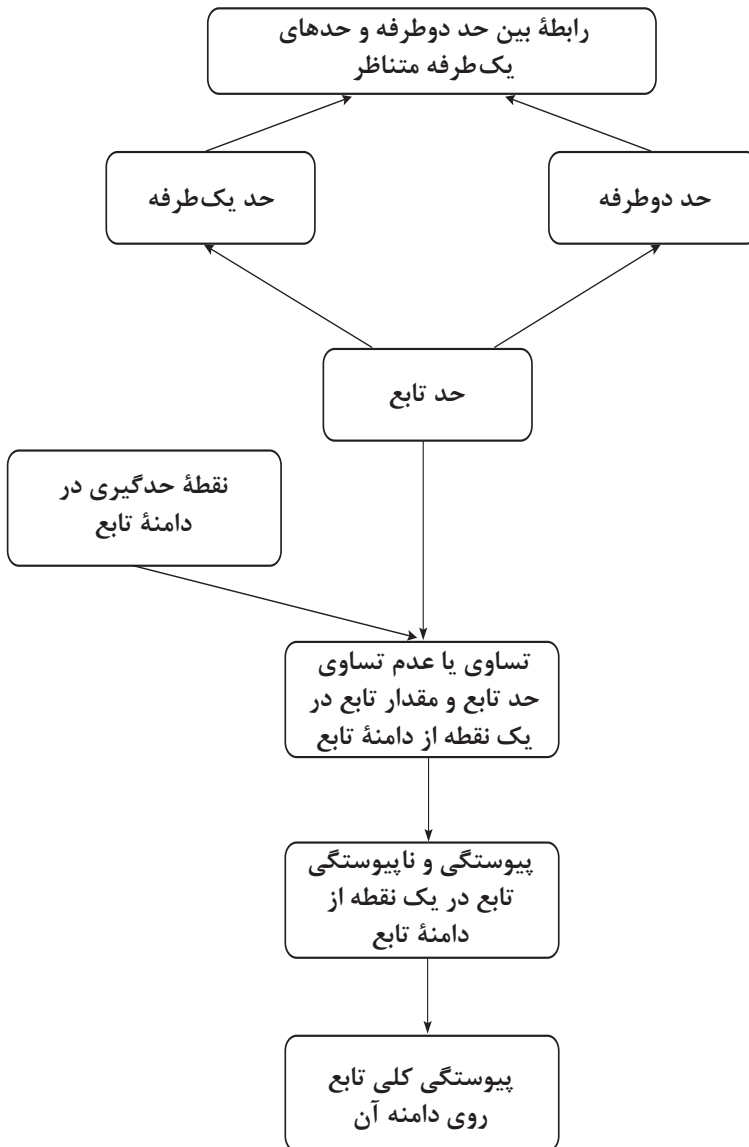 رابطهٔ بین حد دوطرفه و حدهای
یک‌طرفه متناظر
حد دوطرفه
حد یک‌طرفه
حد تابع
نقطهٔ حدگیری در
دامنهٔ تابع
تساوی یا عدم تساوی
حد تابع و مقدار تابع در
یک نقطه از دامنهٔ تابع
پیوستگی و ناپیوستگی
تابع در یک نقطه از
دامنهٔ تابع
پیوستگی کلی تابع
روی دامنه آن